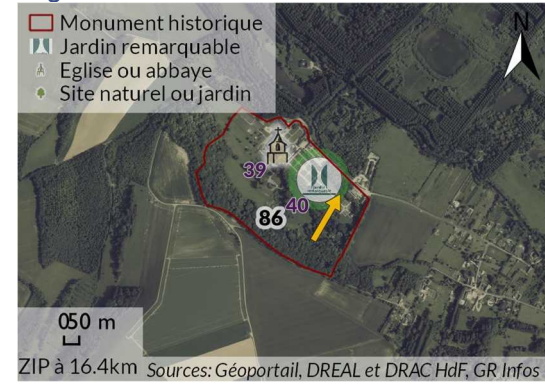 Monument historique
Jardin remarquable
Eglise ou abbaye
Site naturel ou jardin
N
39
40
86
050 m
ZIP à 16.4km
Sources: Géoportail, DREAL et DRAC HdF, GR Infos